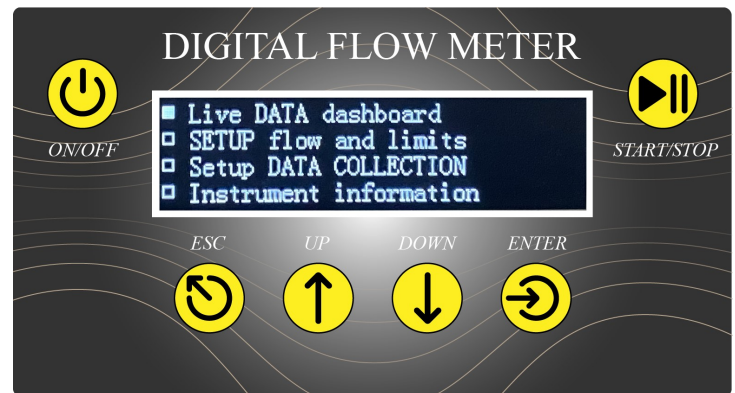 DIGITAL FLOW METER
ON/OFF
Live DATA dashboard
SETUP flow and limits
Setup DATA COLLECTION
Instrument information
START/STOP
ESC
UP
DOWN
ENTER